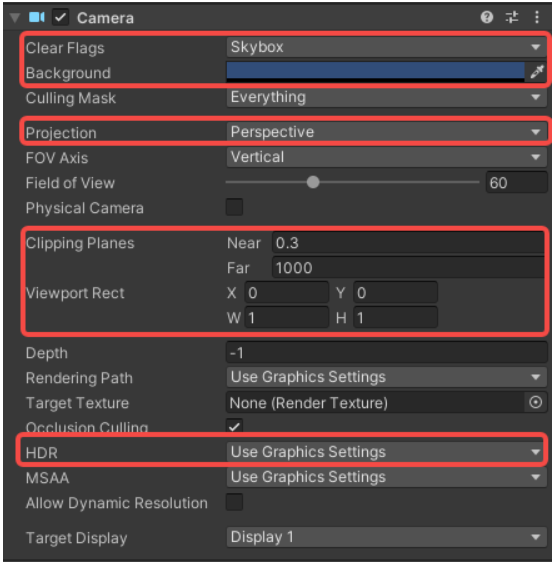 Camera
Clear Flags Skybox
Background
Culling Mask Everything
Projection Perspective
FOV Axis Vertical
Field of View 60
Physical Camera
Clipping Planes Near 0.3
Far 1000
Viewport Rect X 0 Y 0
W 1 H 1
Depth -1
Rendering Path Use Graphics Settings
Target Texture None (Render Texture)
Occlusion Culling
HDR Use Graphics Settings
MSAA Use Graphics Settings
Allow Dynamic Resolution
Target Display Display 1